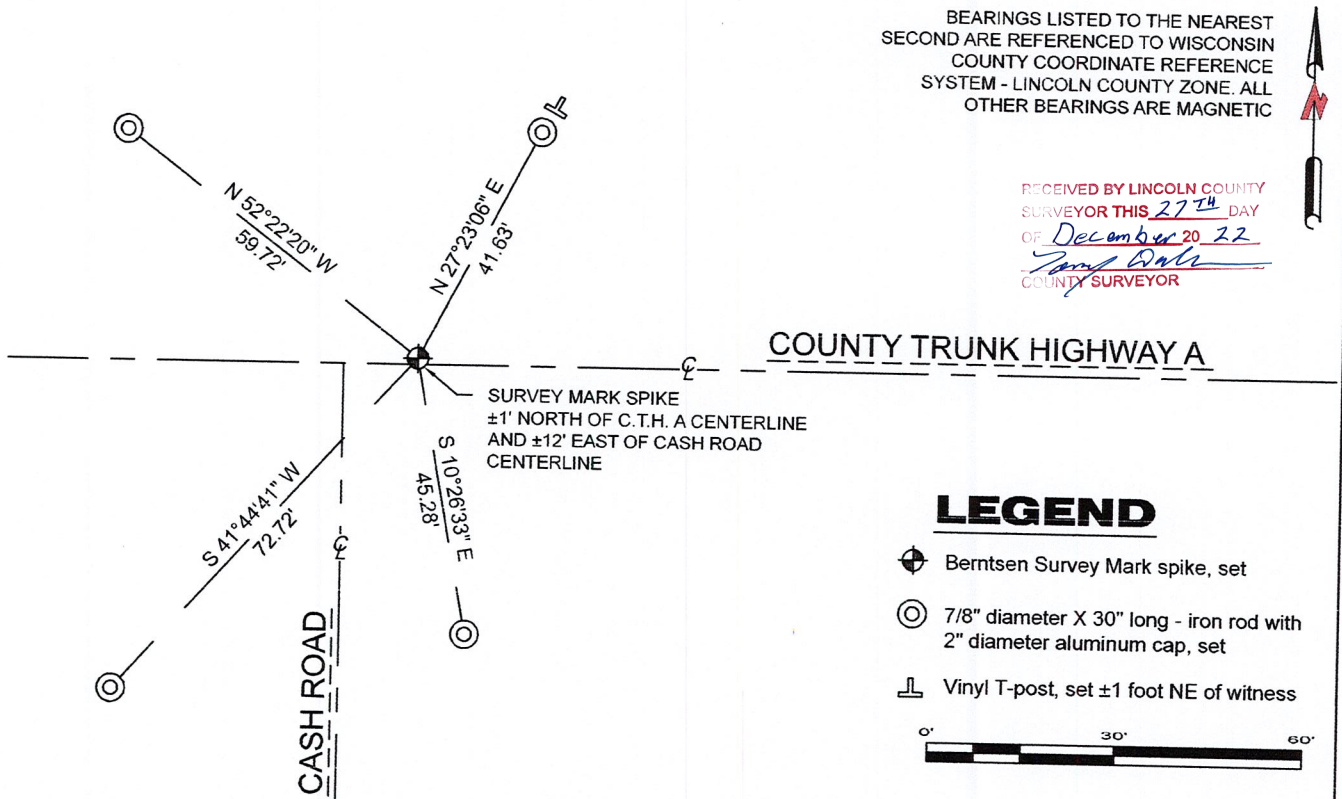 BEARINGS LISTED TO THE NEAREST
SECOND ARE REFERENCED TO WISCONSIN
COUNTY COORDINATE REFERENCE
SYSTEM - LINCOLN COUNTY ZONE. ALL
OTHER BEARINGS ARE MAGNETIC
N
RECEIVED BY LINCOLN COUNTY
SURVEYOR THIS 27TH DAY
OF December 20 22
COUNTY SURVEYOR
N 52°22'20" W
59.72'
N 27°23'06" E
41.63'
COUNTY TRUNK HIGHWAY A
SURVEY MARK SPIKE
±1' NORTH OF C.T.H. A CENTERLINE
AND ±12' EAST OF CASH ROAD
CENTERLINE
S 10°26'33" E
45.28'
S 41°44'41" W
72.72'
CASH ROAD
LEGEND
Berntsen Survey Mark spike, set
7/8" diameter X 30" long - iron rod with
2" diameter aluminum cap, set
Vinyl T-post, set ±1 foot NE of witness
0' 30' 60'